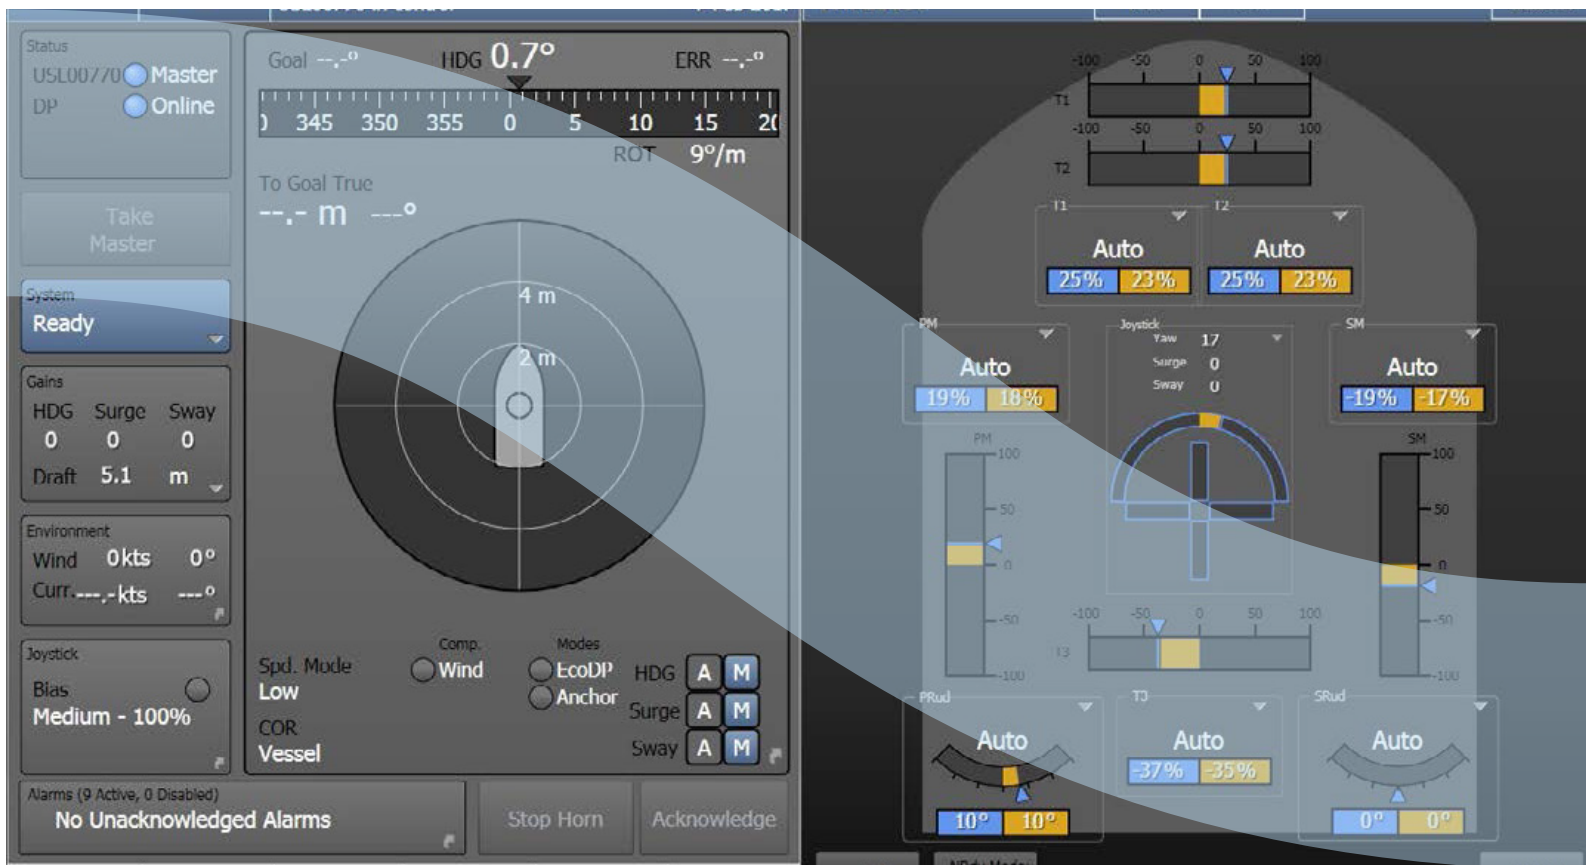 Status
USL00770 Master
DP Online
Take
Master
System
Ready
Gains
HDG Surge Sway
0 0 0
Draft 5.1 m
Environment
Wind 0kts 0°
Curr. ---.-kts ---°
Joystick
Bias
Medium - 100%
Alarms (9 Active, 0 Disabled)
No Unacknowledged Alarms
Stop Horn
Acknowledge
Goal --.-° HDG 0.7° ERR --.-°
345 350 355 0 5 10 15 20
ROT 9°/m
To Goal True
--.- m ---°
4 m
2 m
Comp. Modes
Spd. Mode Wind EcoDP HDG A M
Low Anchor Surge A M
COR Sway A M
Vessel
-100 -50 0 50 100
T1
-100 -50 0 50 100
T2
T1 T2
Auto Auto
25% 23% 25% 23%
PM Joystick SM
Yaw 17
Auto Surge 0 Auto
19% 18% Sway 0 -19% -17%
PM SM
100 100
50 50
0 0
-50 -50
-100 -100
-100 -50 0 50 100
T3
PRud T3 SRud
Auto Auto Auto
-37% -35%
10° 10° 0° 0°